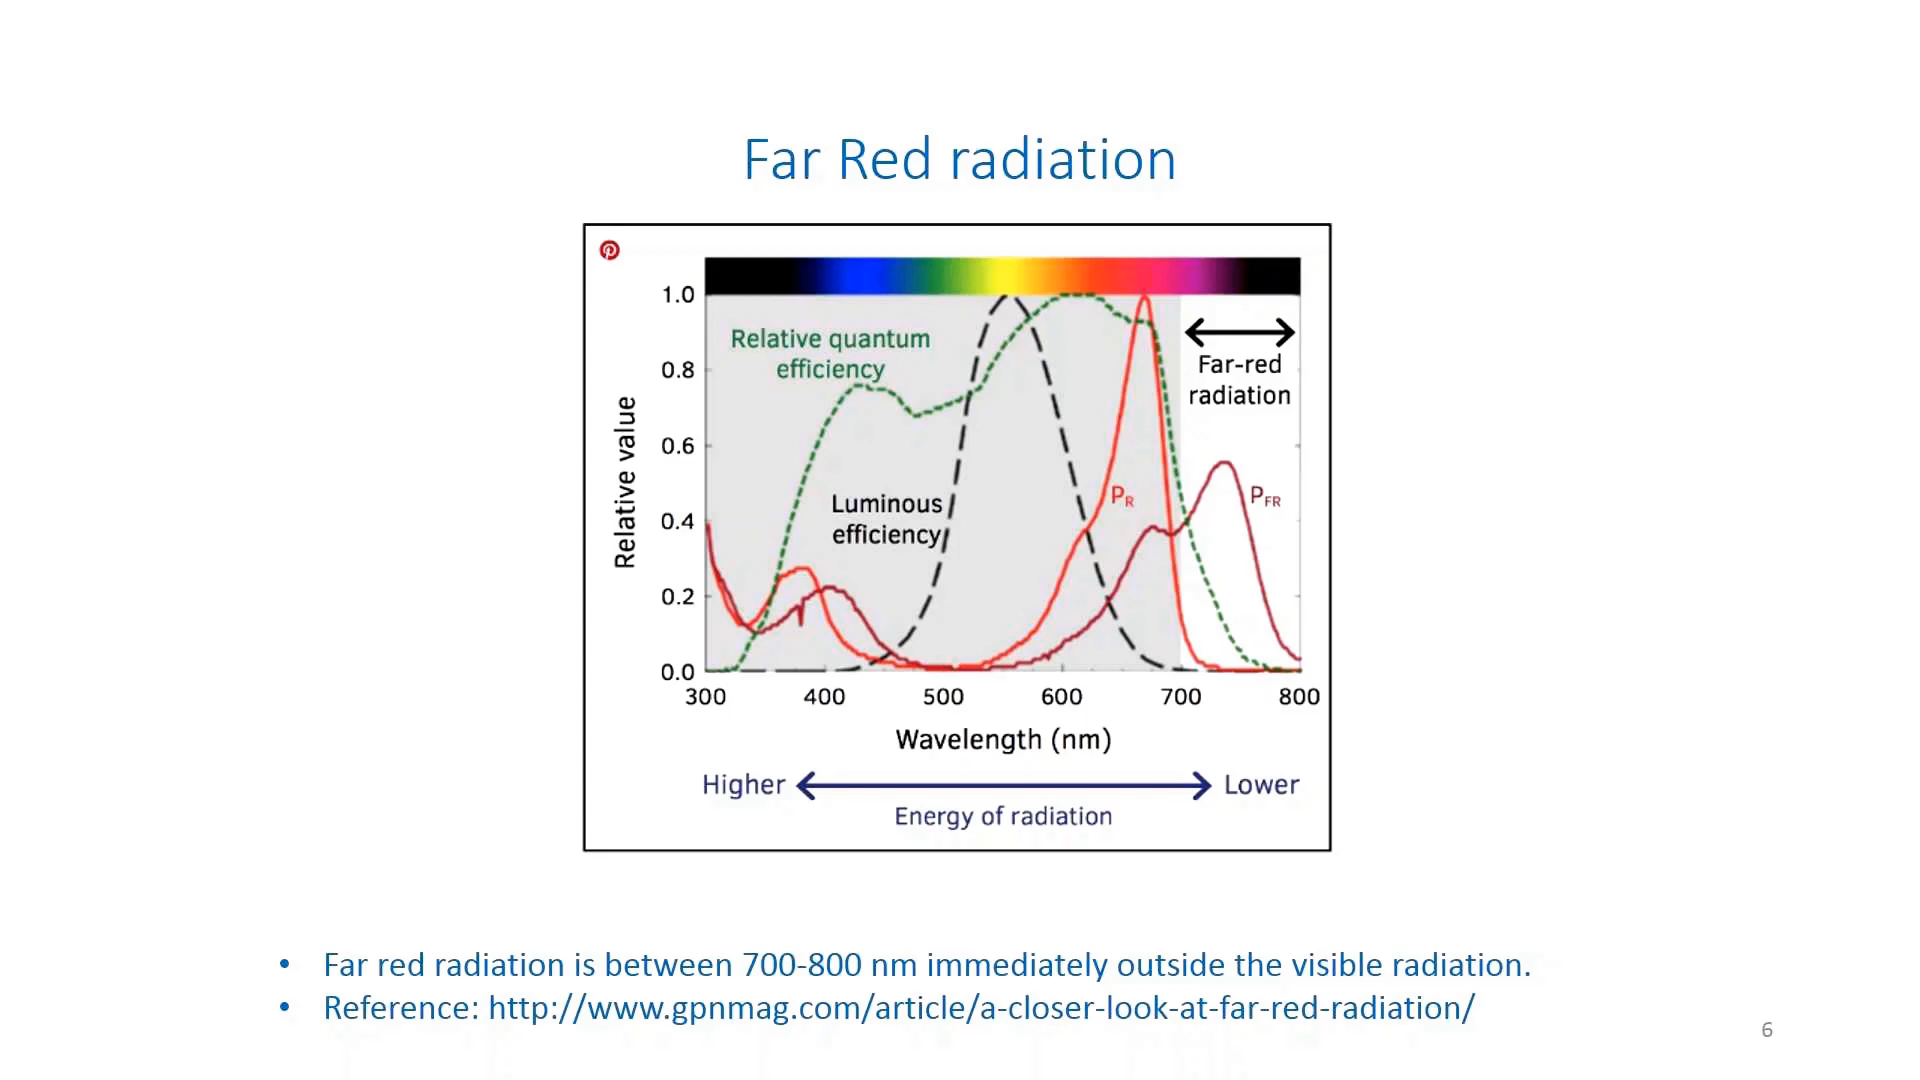 Far Red radiation
1.0
0.8
0.6
0.4
0.2
0.0
Relative value
Relative quantum
efficiency
Luminous
efficiency
Far-red
radiation
PR
PFR
300 400 500 600 700 800
Wavelength (nm)
Higher Lower
Energy of radiation
• Far red radiation is between 700-800 nm immediately outside the visible radiation.
• Reference: http://www.gpnmag.com/article/a-closer-look-at-far-red-radiation/
6